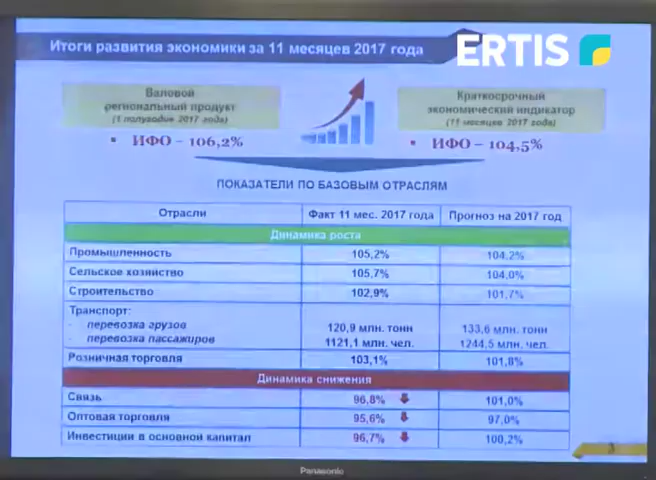 Итоги развития экономики за 11 месяцев 2017 года
ERTIS
Валовой
региональный продукт
(1 полугодие 2017 года)
ИФО – 106,2%
Краткосрочный
экономический индикатор
(11 месяцев 2017 года)
ИФО – 104,5%
ПОКАЗАТЕЛИ ПО БАЗОВЫМ ОТРАСЛЯМ
Отрасли Факт 11 мес. 2017 года Прогноз на 2017 год
Динамика роста
Промышленность 105,2% 104,2%
Сельское хозяйство 105,7% 104,0%
Строительство 102,9% 101,7%
Транспорт:
- перевозка грузов 120,9 млн. тонн 133,6 млн. тонн
- перевозка пассажиров 1121,1 млн. чел. 1244,5 млн. чел.
Розничная торговля 103,1% 101,8%
Динамика снижения
Связь 96,8% 101,0%
Оптовая торговля 95,6% 97,0%
Инвестиции в основной капитал 96,7% 100,2%
3
Panasonic